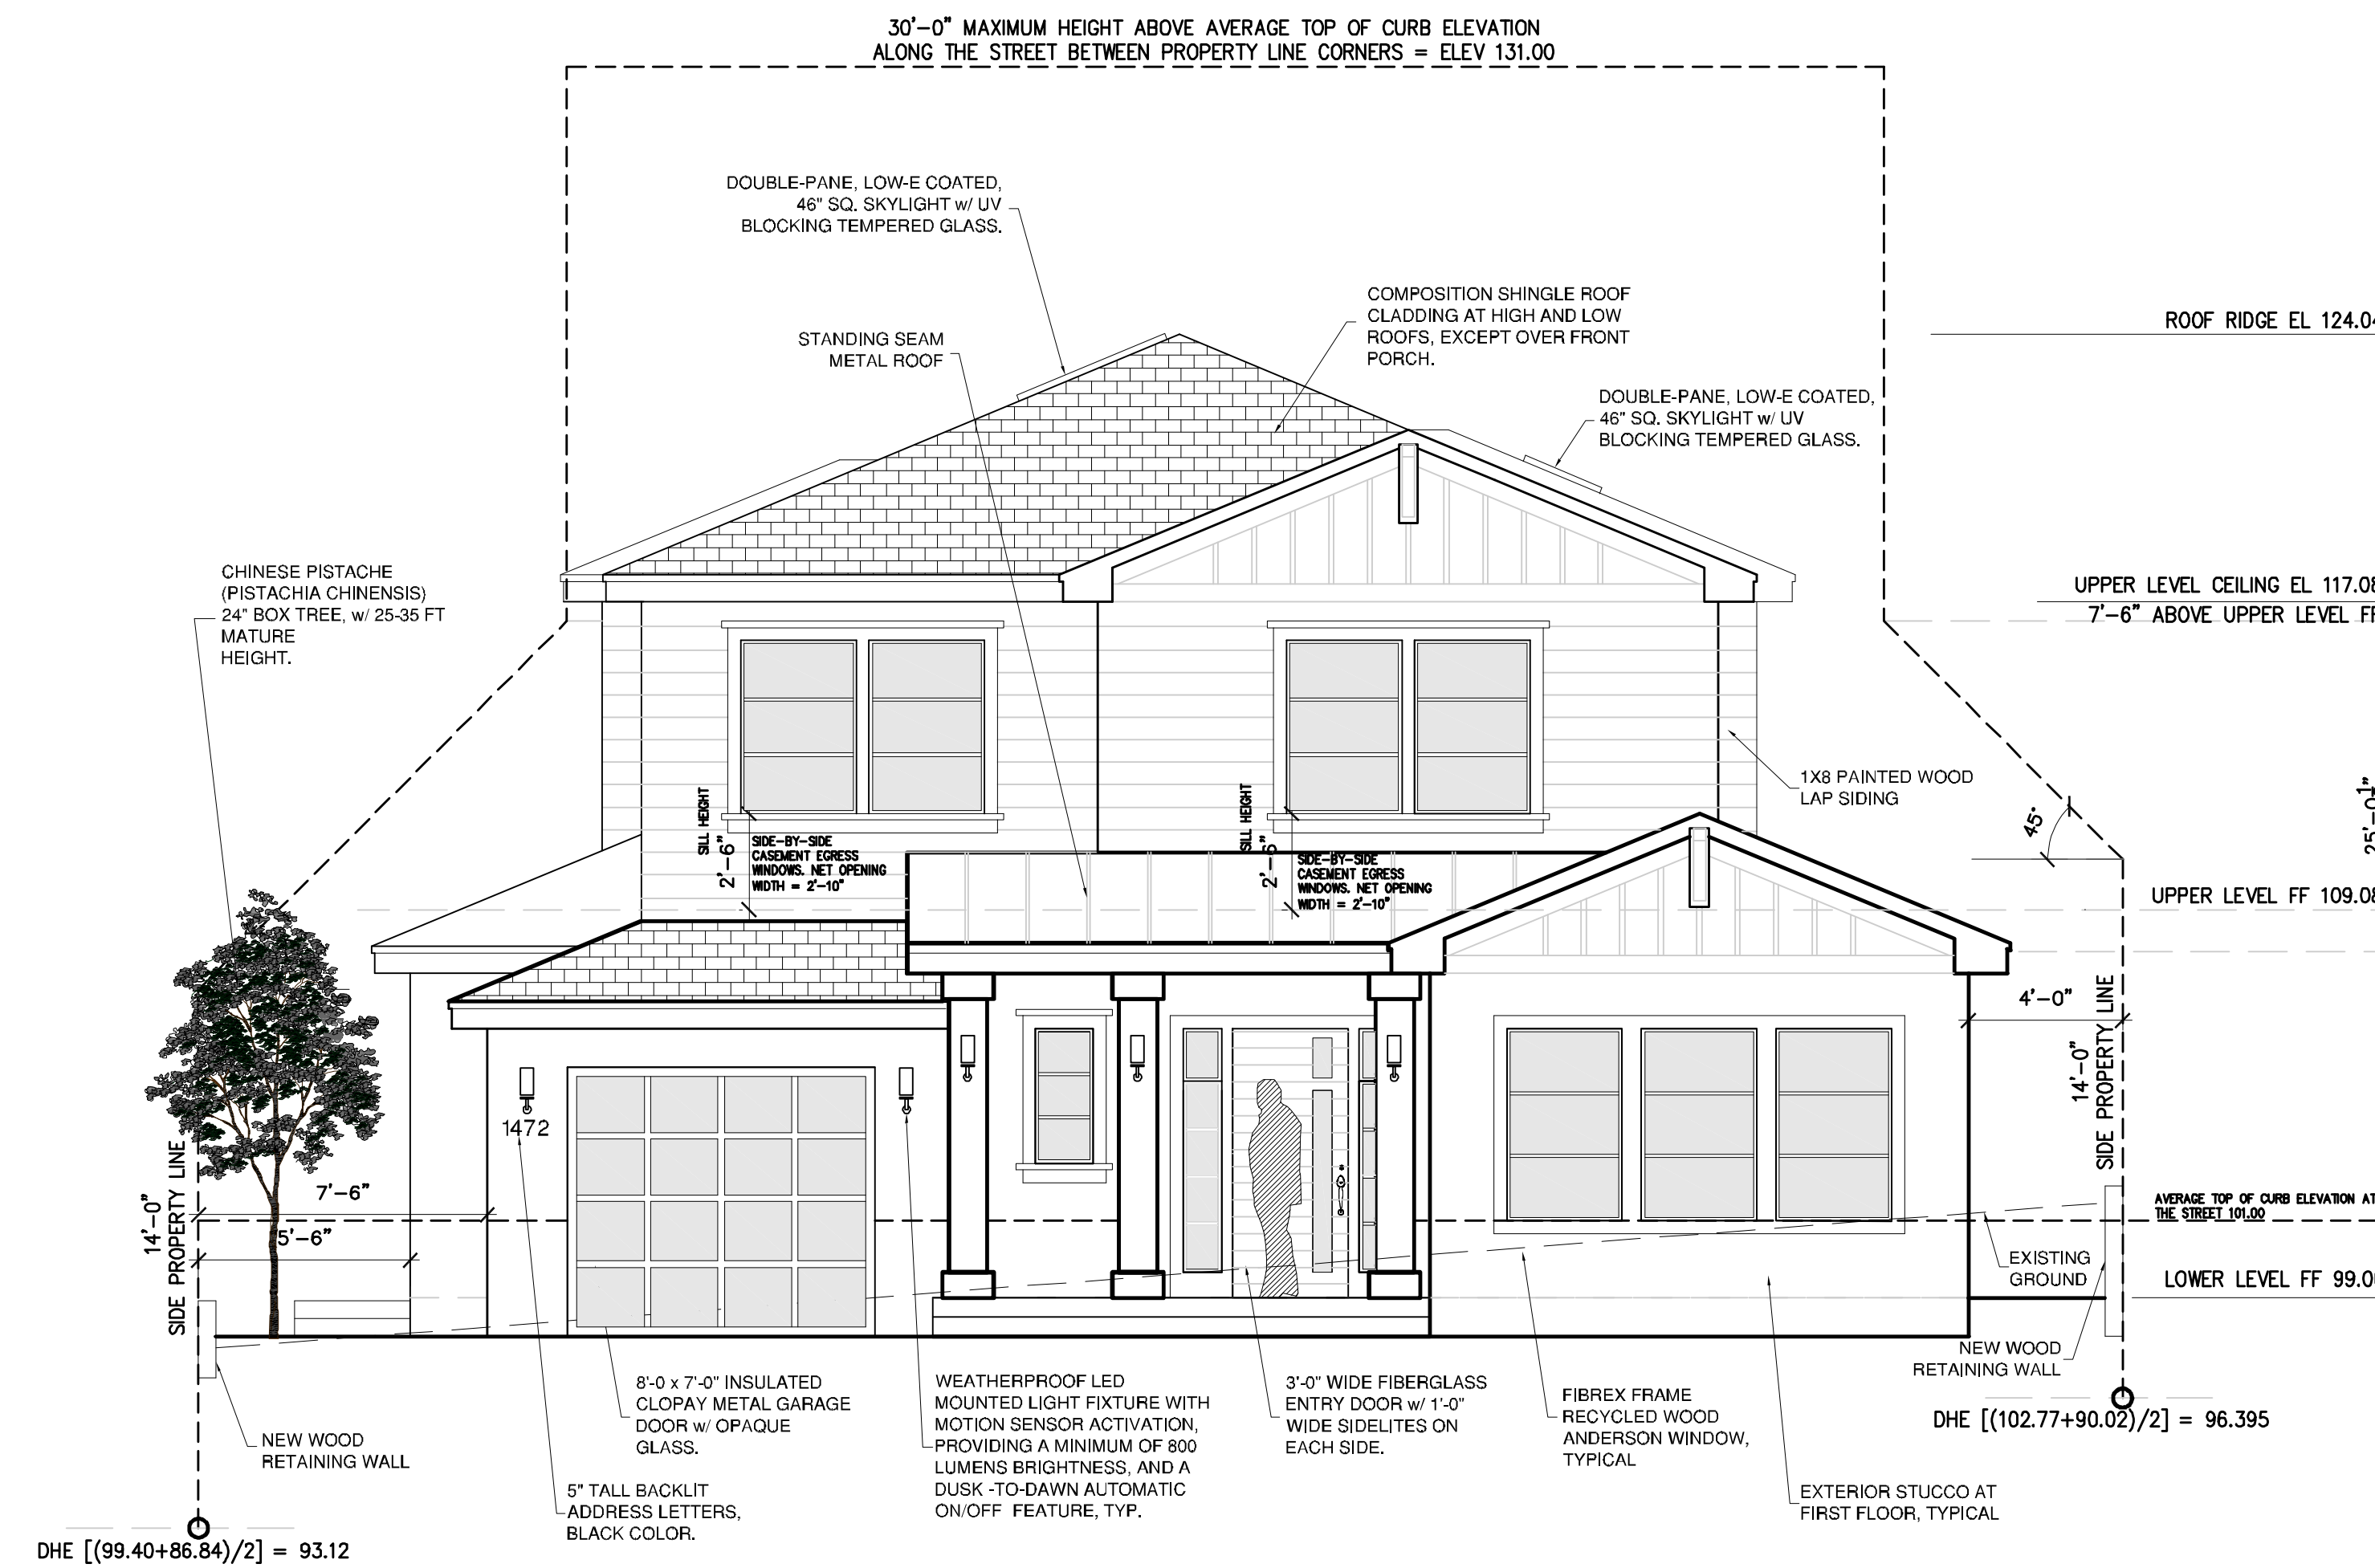 30'-0" MAXIMUM HEIGHT ABOVE AVERAGE TOP OF CURB ELEVATION
ALONG THE STREET BETWEEN PROPERTY LINE CORNERS = ELEV 131.00
DOUBLE-PANE, LOW-E COATED,
46" SQ. SKYLIGHT w/ UV
BLOCKING TEMPERED GLASS.
STANDING SEAM
METAL ROOF
COMPOSITION SHINGLE ROOF
CLADDING AT HIGH AND LOW
ROOFS, EXCEPT OVER FRONT
PORCH.
ROOF RIDGE EL 124.04
DOUBLE-PANE, LOW-E COATED,
46" SQ. SKYLIGHT w/ UV
BLOCKING TEMPERED GLASS.
CHINESE PISTACHE
(PISTACHIA CHINENSIS)
24" BOX TREE, w/ 25-35 FT
MATURE
HEIGHT.
UPPER LEVEL CEILING EL 117.08
7'-6" ABOVE UPPER LEVEL FF
1X8 PAINTED WOOD
LAP SIDING
45°
SILL HEIGHT
2'-6"
SIDE-BY-SIDE
CASEMENT EGRESS
WINDOWS. NET OPENING
WIDTH = 2'-10"
SILL HEIGHT
2'-6"
SIDE-BY-SIDE
CASEMENT EGRESS
WINDOWS. NET OPENING
WIDTH = 2'-10"
UPPER LEVEL FF 109.08
4'-0"
14'-0"
SIDE PROPERTY LINE
1472
7'-6"
5'-6"
14'-0"
SIDE PROPERTY LINE
AVERAGE TOP OF CURB ELEVATION AT
THE STREET 101.00
EXISTING
GROUND
LOWER LEVEL FF 99.0
NEW WOOD
RETAINING WALL
DHE [(102.77+90.02)/2] = 96.395
8'-0 x 7'-0" INSULATED
CLOPAY METAL GARAGE
DOOR w/ OPAQUE
GLASS.
WEATHERPROOF LED
MOUNTED LIGHT FIXTURE WITH
MOTION SENSOR ACTIVATION,
PROVIDING A MINIMUM OF 800
LUMENS BRIGHTNESS, AND A
DUSK -TO-DAWN AUTOMATIC
ON/OFF FEATURE, TYP.
3'-0" WIDE FIBERGLASS
ENTRY DOOR w/ 1'-0"
WIDE SIDELITES ON
EACH SIDE.
FIBREX FRAME
RECYCLED WOOD
ANDERSON WINDOW,
TYPICAL
EXTERIOR STUCCO AT
FIRST FLOOR, TYPICAL
NEW WOOD
RETAINING WALL
5" TALL BACKLIT
ADDRESS LETTERS,
BLACK COLOR.
DHE [(99.40+86.84)/2] = 93.12